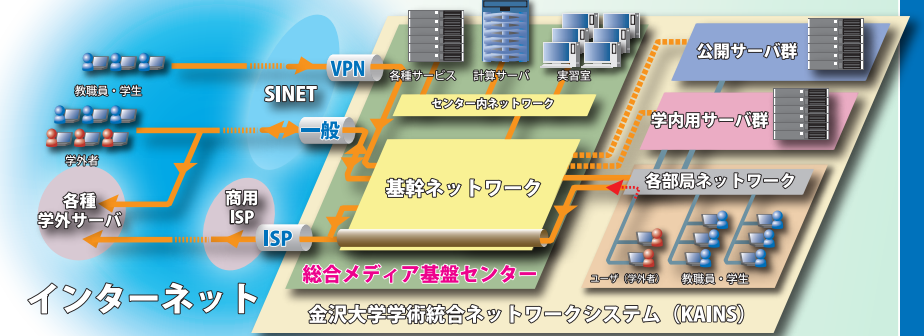 教職員・学生
SINET
VPN
各種サービス
計算サーバ
実習室
公開サーバ群
センター内ネットワーク
学内用サーバ群
一般
学外者
基幹ネットワーク
各部局ネットワーク
各種
学外サーバ
商用
ISP
ISP
ユーザ（学外者）
教職員・学生
総合メディア基盤センター
インターネット
金沢大学学術統合ネットワークシステム（KAINS）